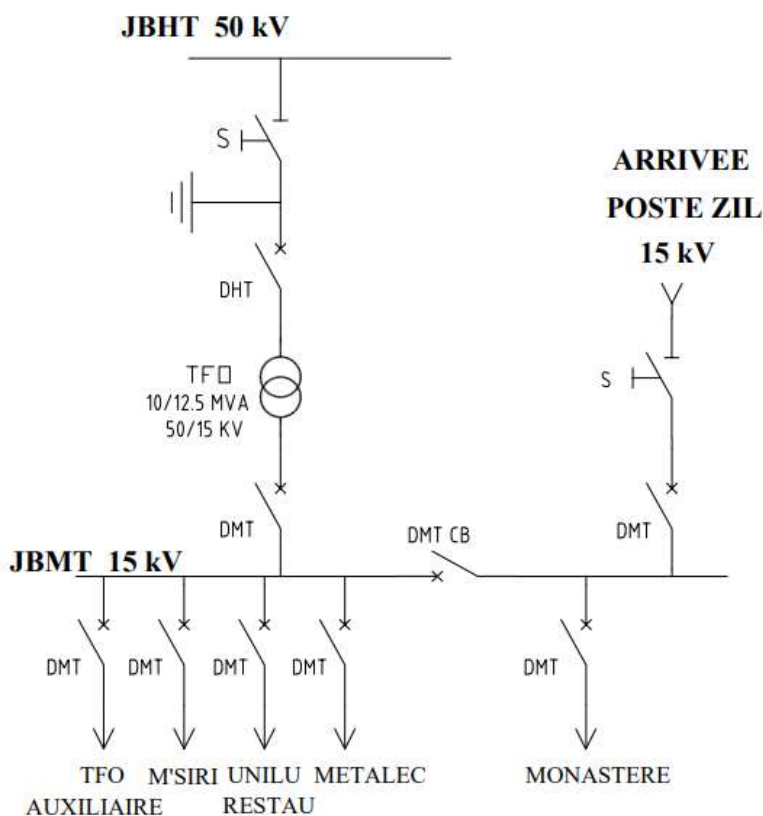 JBHT 50 kV
S
ARRIVEE
POSTE ZIL
15 kV
DHT
TFO
10/12.5 MVA
50/15 KV
S
DMT
DMT CB
DMT
JBMT 15 kV
DMT
DMT
DMT
DMT
DMT
TFO
AUXILIAIRE
M'SIRI
UNILU
RESTAU
METALEC
MONASTERE